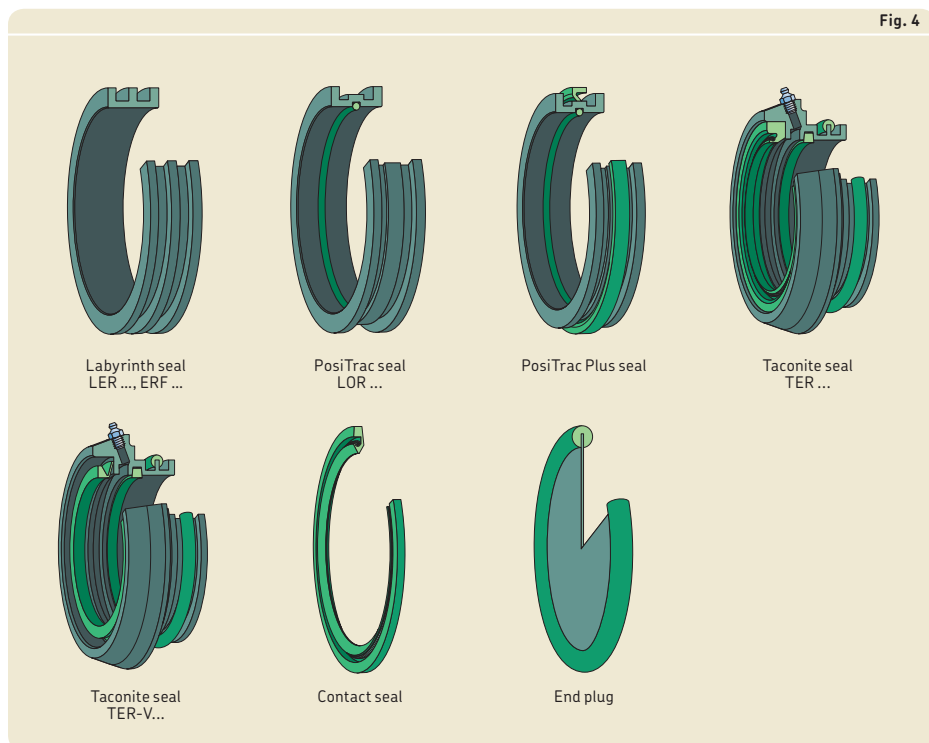 Fig. 4
Labyrinth seal
LER ..., ERF ...
PosiTrac seal
LOR ...
PosiTrac Plus seal
Taconite seal
TER ...
Taconite seal
TER-V...
Contact seal
End plug